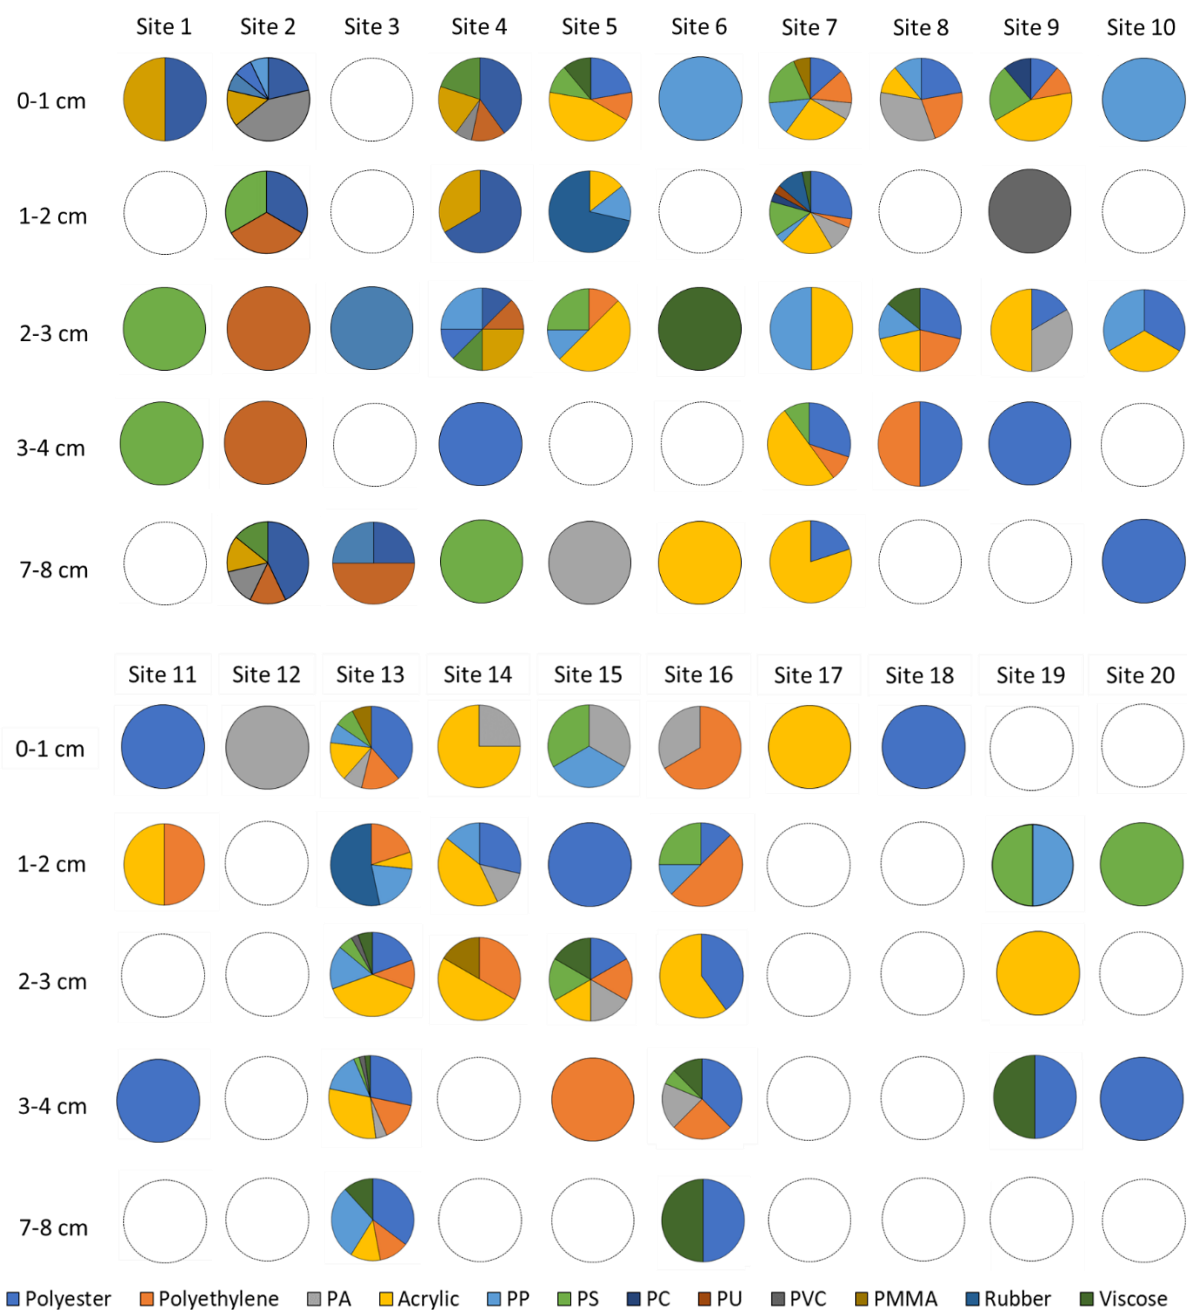 Site 1 Site 2 Site 3 Site 4 Site 5 Site 6 Site 7 Site 8 Site 9 Site 10
0-1 cm
1-2 cm
2-3 cm
3-4 cm
7-8 cm
Site 11 Site 12 Site 13 Site 14 Site 15 Site 16 Site 17 Site 18 Site 19 Site 20
0-1 cm
1-2 cm
2-3 cm
3-4 cm
7-8 cm
Polyester Polyethylene PA Acrylic PP PS PC PU PVC PMMA Rubber Viscose